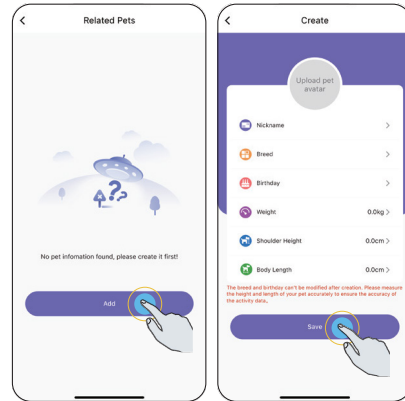 Related Pets
No pet infomation found, please create it first!
Add
Create
Upload pet
avatar
Nickname
Breed
Birthday
Weight 0.0kg
Shoulder Height 0.0cm
Body Length 0.0cm
The breed and birthday can't be modified after creation. Please measure
the height and length of your pet accurately to ensure the accuracy of
the activity data。
Save